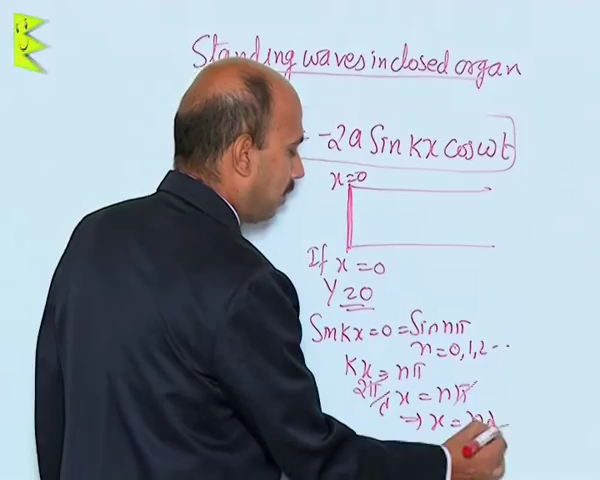 Standing waves in closed organ
-2a Sin kx cos ωt
x=0
If x = 0
Y = 0
Sin kx = 0 = Sin nπ
n = 0, 1, 2 ..
kx = nπ
2π/λ x = nπ
⇒ x = nλ